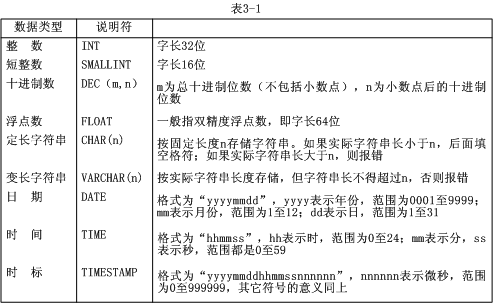 表3-1
数据类型 说明符 备 注
整 数 INT 字长32位
短整数 SMALLINT 字长16位
十进制数 DEC(m,n) m为总十进制位数(不包括小数点),n为小数点后的十进制
位数
浮点数 FLOAT 一般指双精度浮点数,即字长64位
定长字符串 CHAR(n) 按固定长度n存储字符串。如果实际字符串长小于n,后面填
空格符;如果实际字符串长大于n,则报错
变长字符串 VARCHAR(n) 按实际字符串长度存储,但字符串长不得超过n,否则报错
日 期 DATE 格式为“yyyymmdd”,yyyy表示年份,范围为0001至9999;
mm表示月份,范围为1至12;dd表示日,范围为1至31
时 间 TIME 格式为“hhmmss”,hh表示时,范围为0至24;mm表示分,ss
表示秒,范围都是0至59
时 标 TIMESTAMP 格式为“yyyymmddhhmmssnnnnnn”,nnnnnn表示微秒,范围
为0至999999,其它符号的意义同上